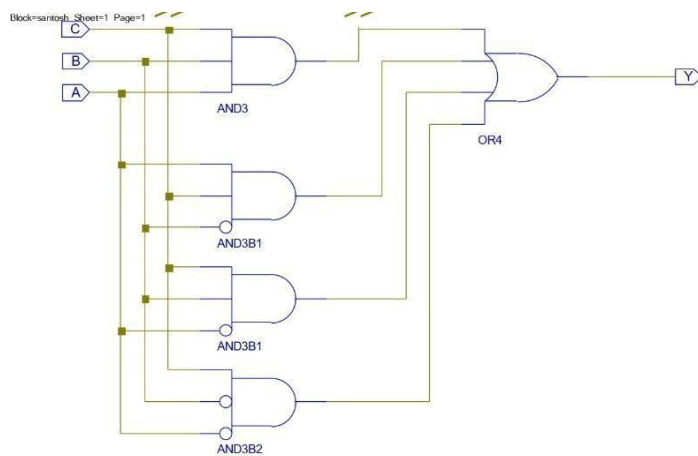 Block=santosh Sheet=1 Page=1
C
B
Y
A
AND3
OR4
AND3B1
AND3B1
AND3B2